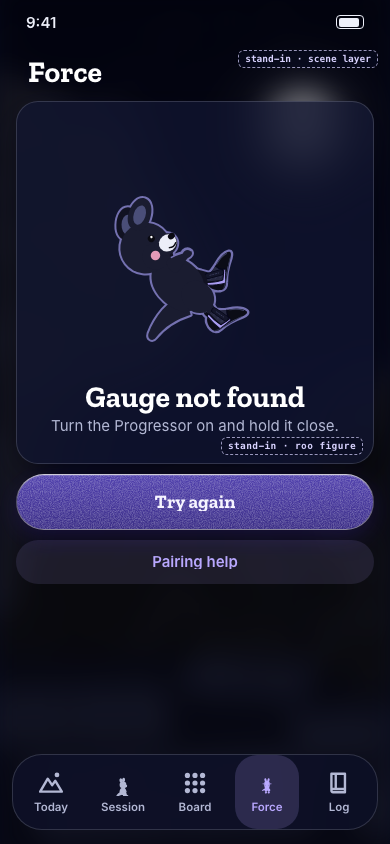 9:41
stand-in · scene layer
Force
Gauge not found
Turn the Progressor on and hold it close.
stand-in · roo figure
Try again
Pairing help
Today
Session
Board
Force
Log